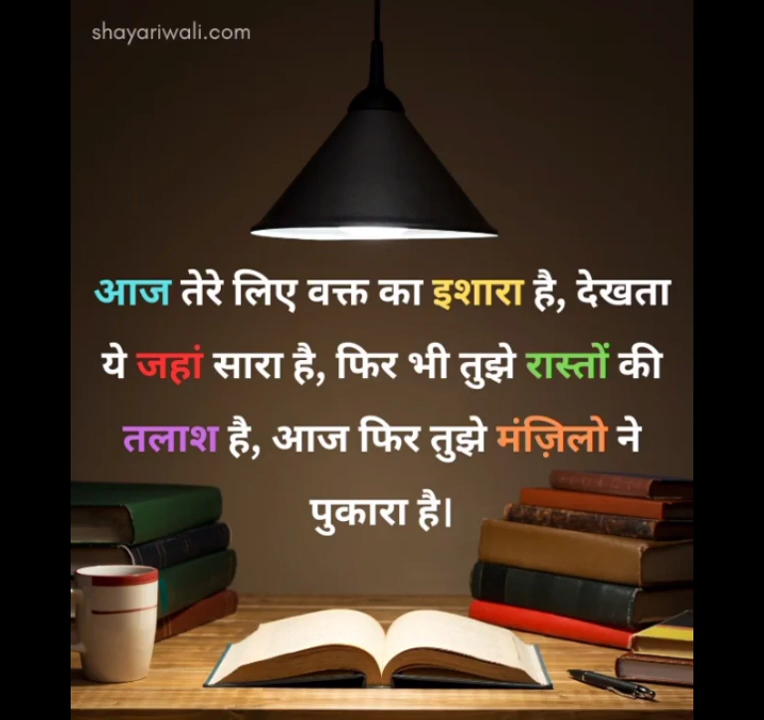 shayariwali.com
आज तेरे लिए वक्त का इशारा है, देखता
ये जहां सारा है, फिर भी तुझे रास्तों की
तलाश है, आज फिर तुझे मंज़िलो ने
पुकारा है।